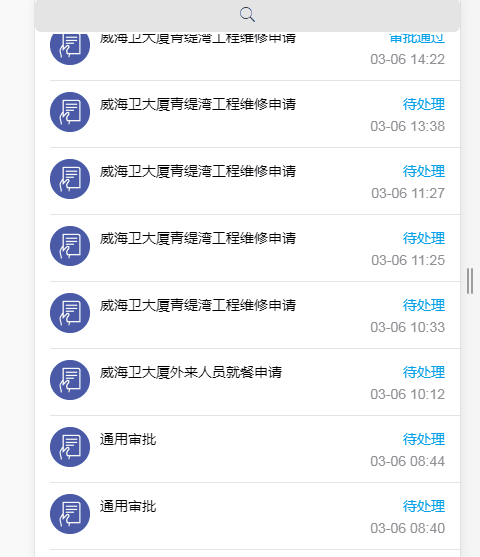 威海卫大厦青缇湾工程维修申请 审批通过
03-06 14:22
威海卫大厦青缇湾工程维修申请 待处理
03-06 13:38
威海卫大厦青缇湾工程维修申请 待处理
03-06 11:27
威海卫大厦青缇湾工程维修申请 待处理
03-06 11:25
威海卫大厦青缇湾工程维修申请 待处理
03-06 10:33
威海卫大厦外来人员就餐申请 待处理
03-06 10:12
通用审批 待处理
03-06 08:44
通用审批 待处理
03-06 08:40